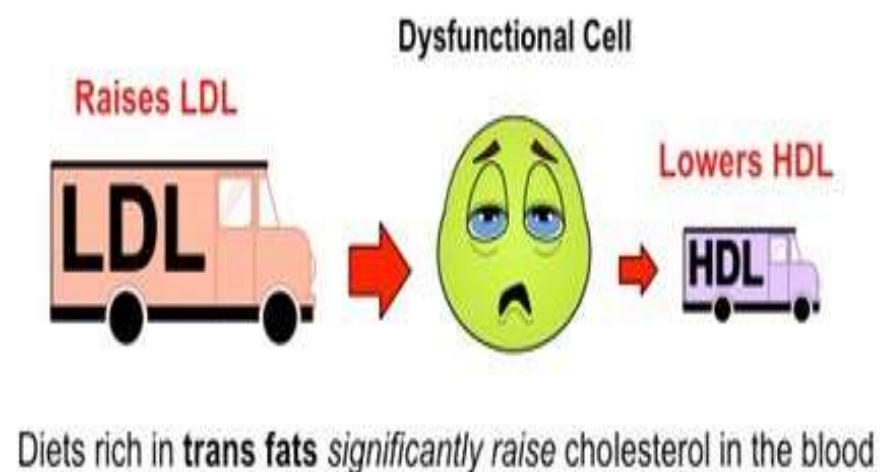 Dysfunctional Cell
Raises LDL
Lowers HDL
LDL
HDL
Diets rich in trans fats significantly raise cholesterol in the blood